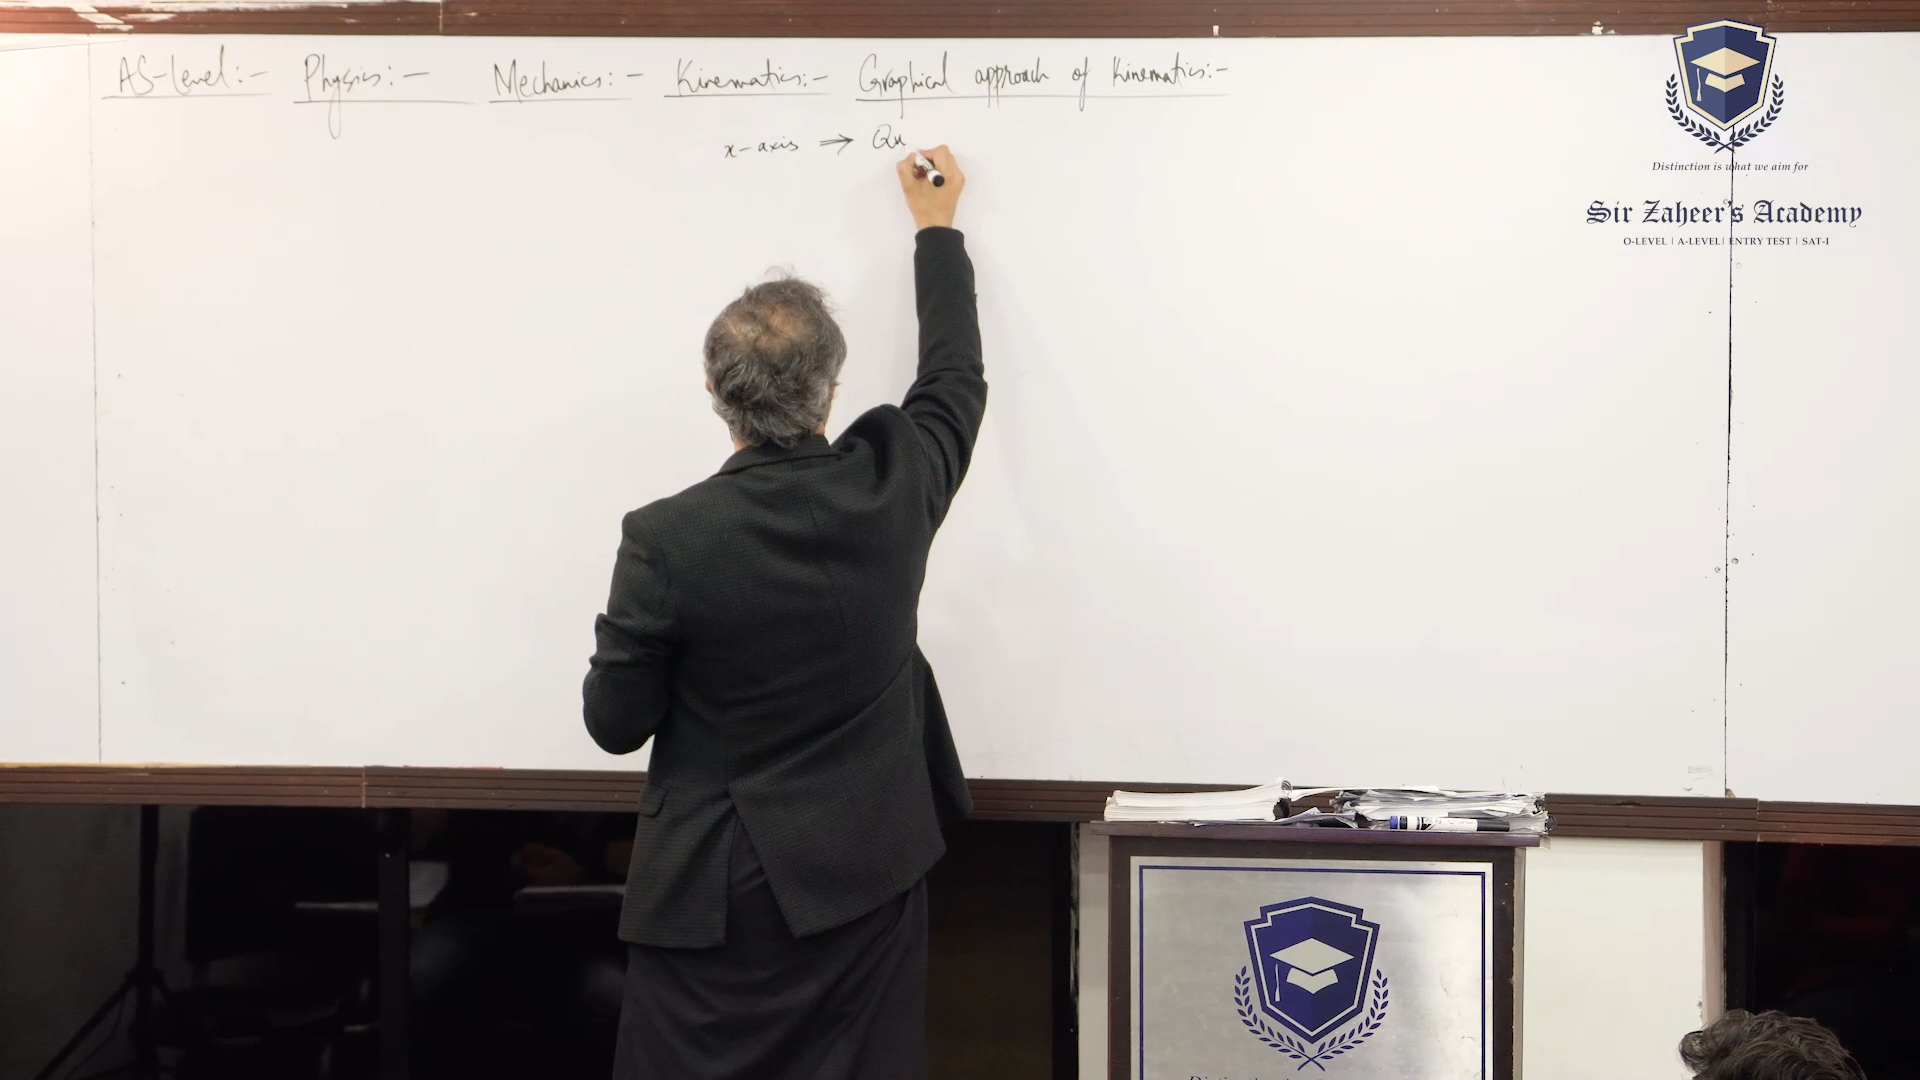 AS-Level:- Physics:- Mechanics:- Kinematics:- Graphical approach of Kinematics:-
x-axis ⇒ Qu
Distinction is what we aim for
Sir Zaheer's Academy
O-LEVEL | A-LEVEL | ENTRY TEST | SAT-I